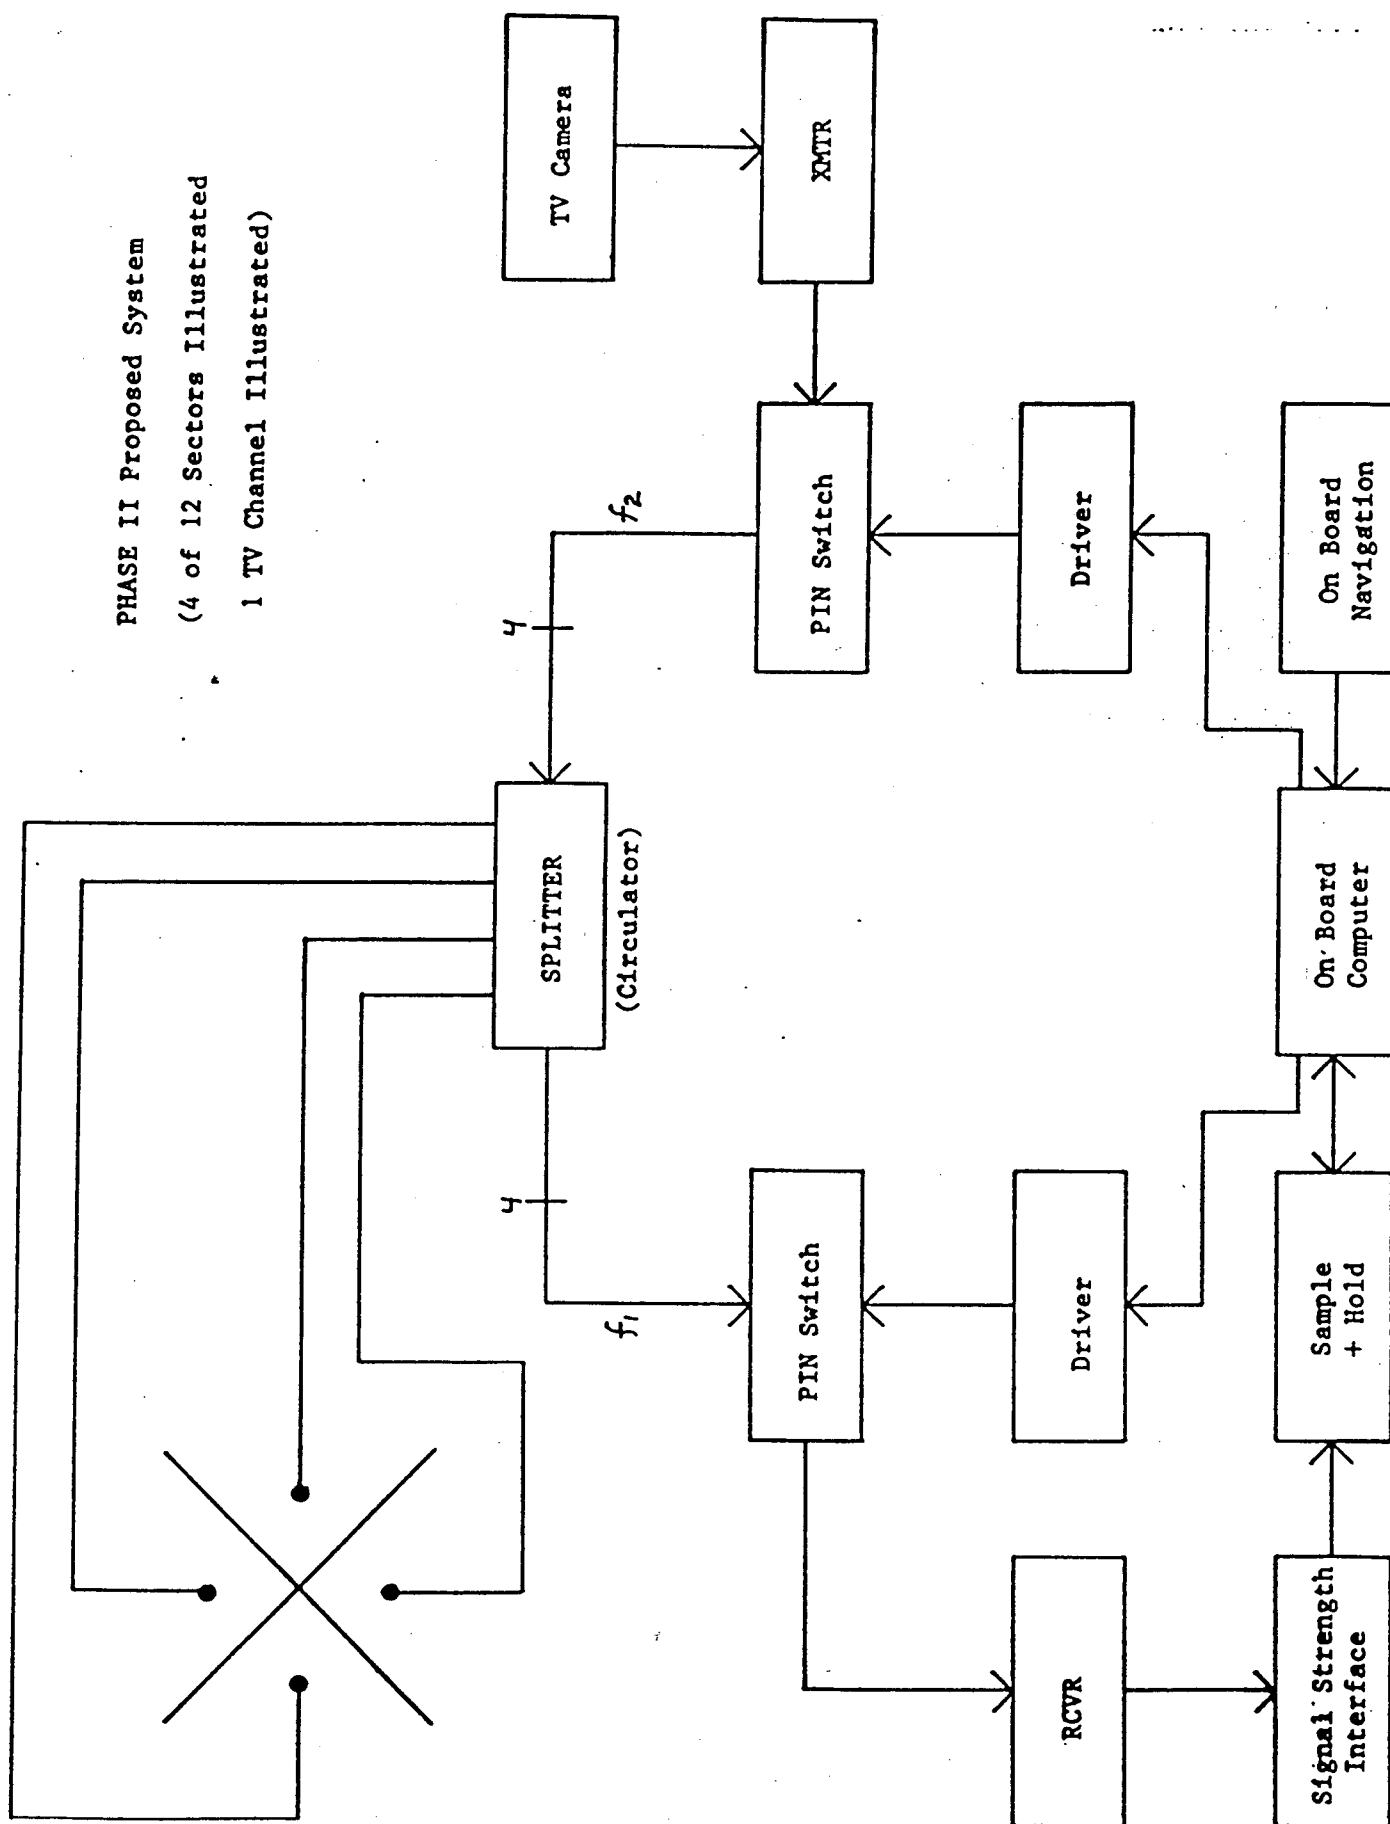 PHASE II Proposed System
(4 of 12 Sectors Illustrated
1 TV Channel Illustrated)
SPLITTER
(Circulator)
4
4
f1
f2
TV Camera
XMTR
PIN Switch
PIN Switch
Driver
Driver
RCVR
Signal Strength
Interface
Sample
+ Hold
On Board
Computer
On Board
Navigation